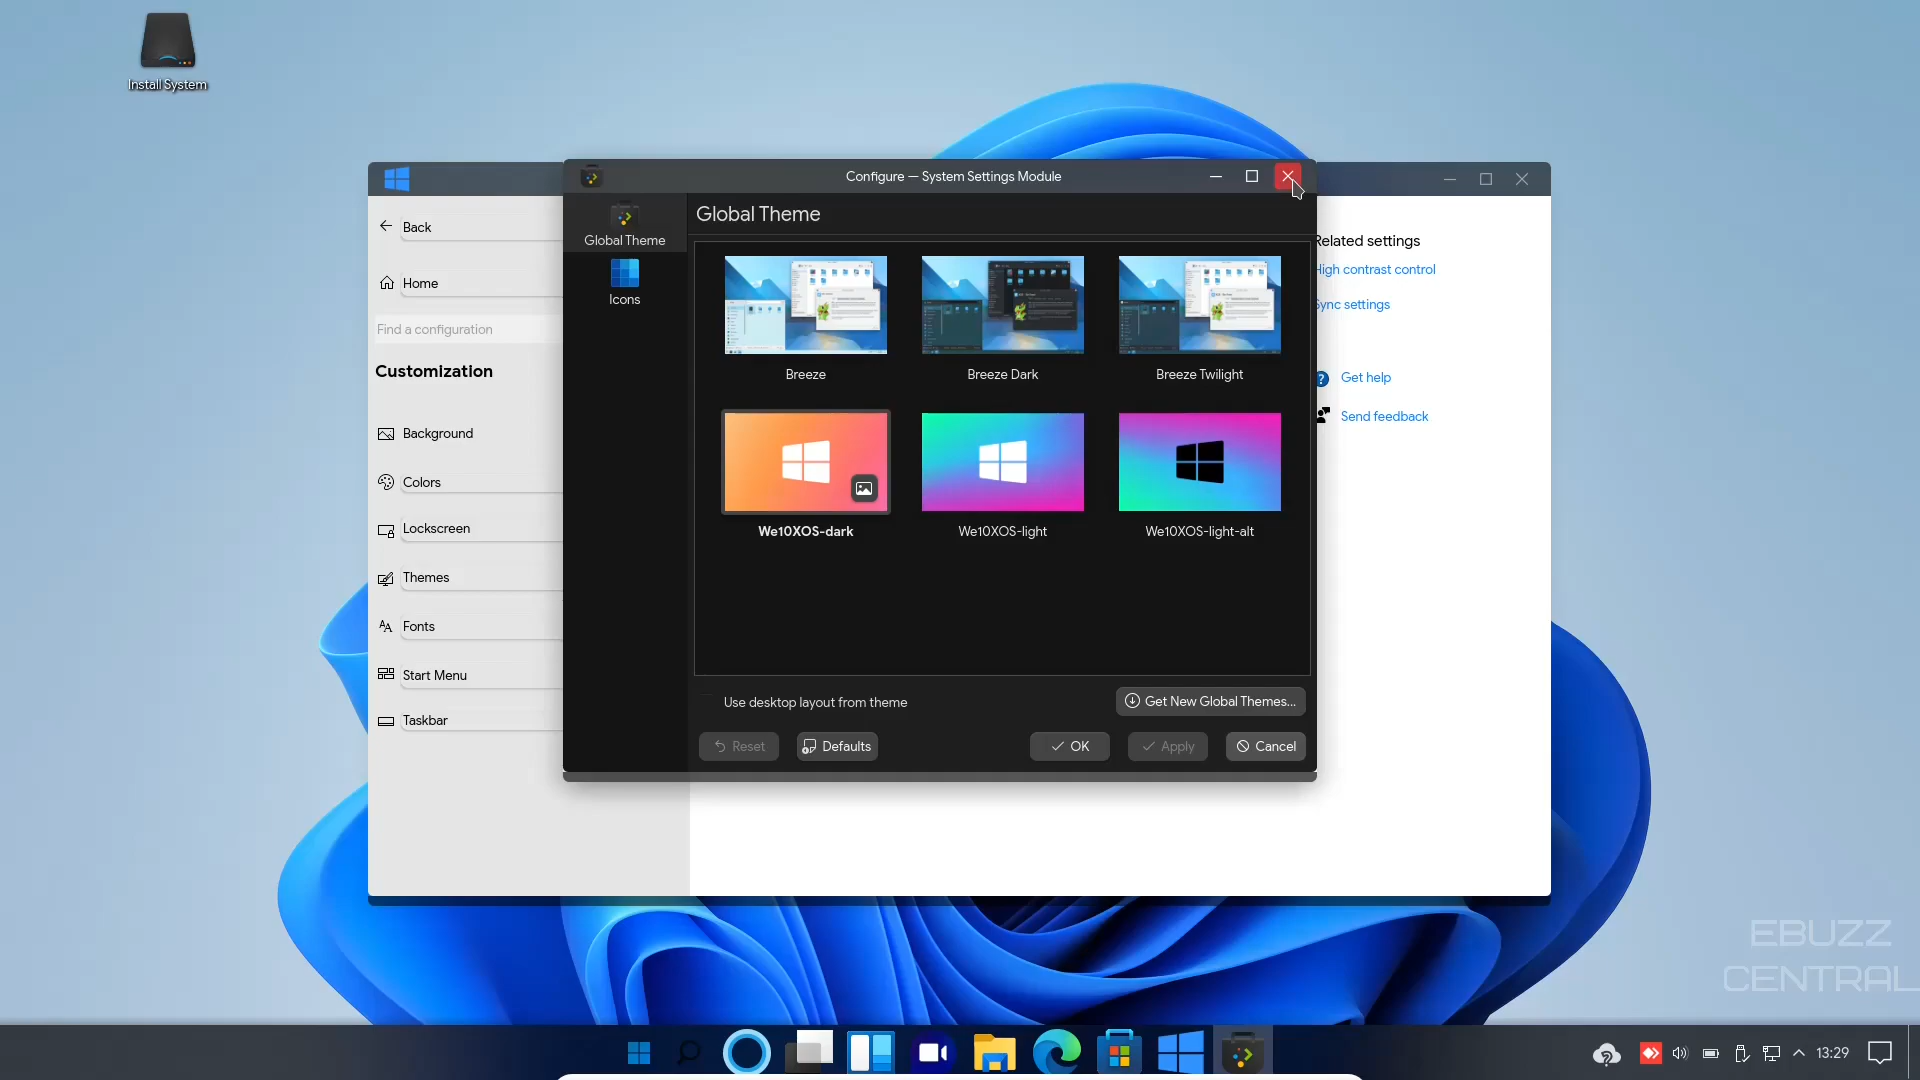 Install System
Configure — System Settings Module
Back
Home
Find a configuration
Customization
Background
Colors
Lockscreen
Themes
Fonts
Start Menu
Taskbar
Global Theme
Icons
Global Theme
Breeze
Breeze Dark
Breeze Twilight
We10XOS-dark
We10XOS-light
We10XOS-light-alt
Use desktop layout from theme
Get New Global Themes...
Reset
Defaults
OK
Apply
Cancel
Related settings
High contrast control
Sync settings
Get help
Send feedback
EBUZZ
CENTRAL
13:29